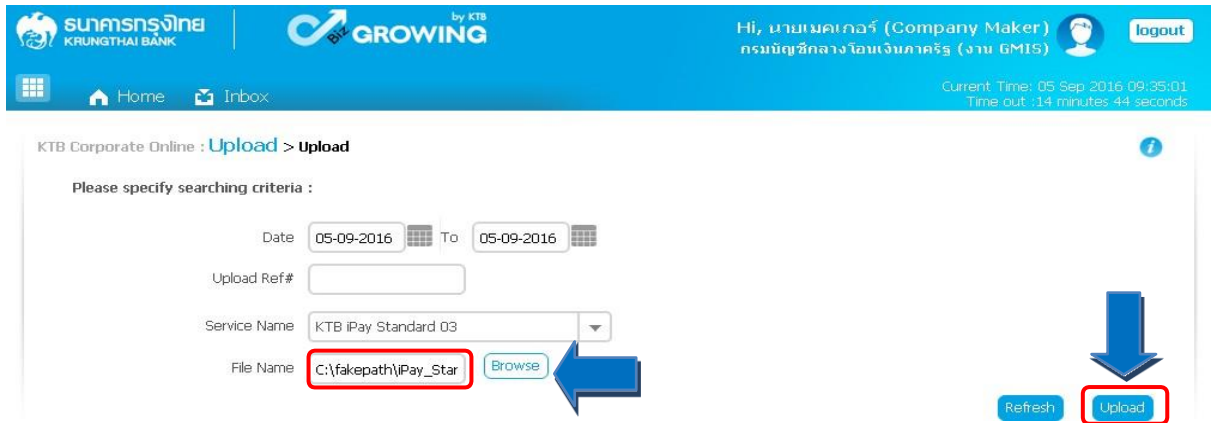 ธนาคารกรุงไทย
KRUNGTHAI BANK
Biz GROWING by KTB
Hi, นายเมคเกอร์ (Company Maker)
กรมบัญชีกลางโอนเงินภาครัฐ (งาน GMIS)
logout
Home Inbox
Current Time: 05 Sep 2016 09:35:01
Time out :14 minutes 44 seconds
KTB Corporate Online : Upload > Upload
i
Please specify searching criteria :
Date 05-09-2016 To 05-09-2016
Upload Ref#
Service Name KTB iPay Standard 03
File Name C:\fakepath\iPay_Star Browse
Refresh Upload